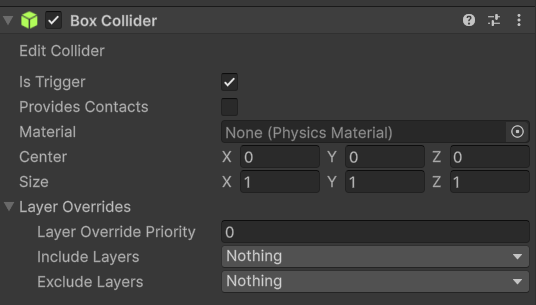 Box Collider
Edit Collider
Is Trigger
Provides Contacts
Material None (Physics Material)
Center X 0 Y 0 Z 0
Size X 1 Y 1 Z 1
Layer Overrides
Layer Override Priority 0
Include Layers Nothing
Exclude Layers Nothing